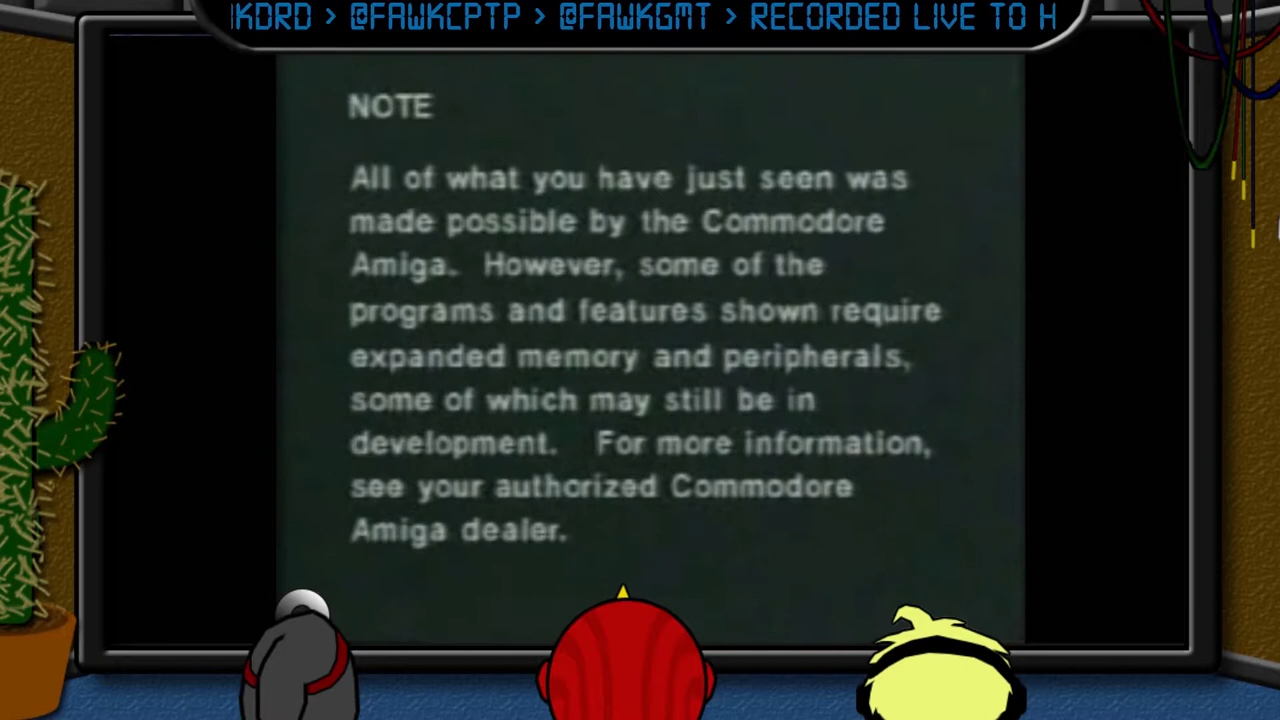 KDRD > @FAWKCPTP > @FAWKGMT > RECORDED LIVE TO H
NOTE
All of what you have just seen was
made possible by the Commodore
Amiga. However, some of the
programs and features shown require
expanded memory and peripherals,
some of which may still be in
development. For more information,
see your authorized Commodore
Amiga dealer.